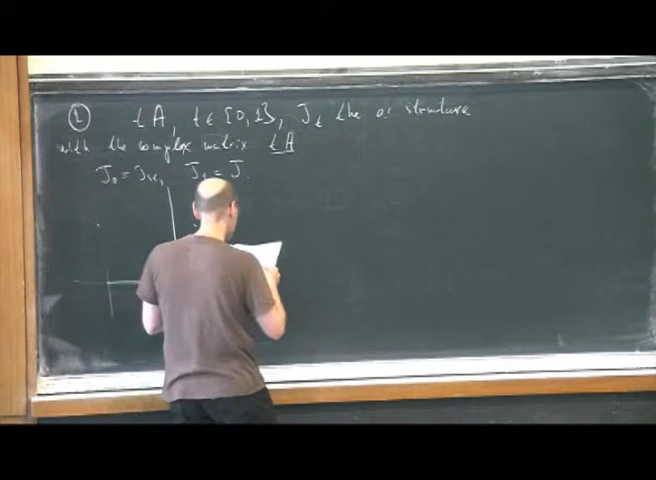 ① tA, t ∈ [0,1], J_t the a.c. structure
with the complex matrix tA
J_0 = J_st, J_1 = J.